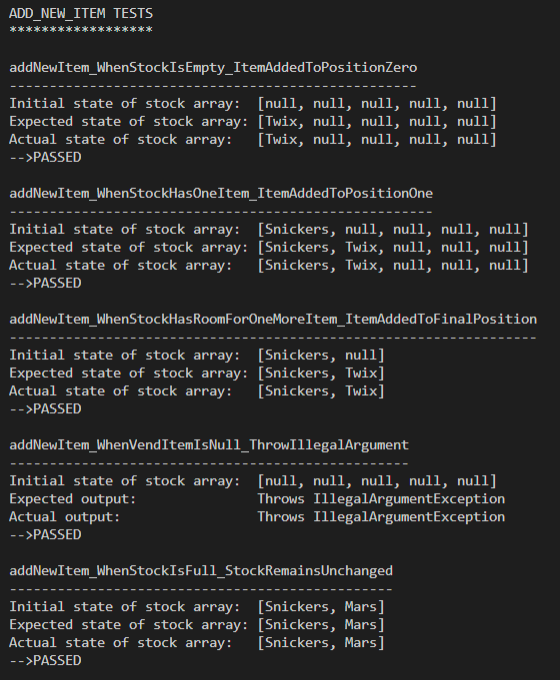 ADD_NEW_ITEM TESTS
******************
addNewItem_WhenStockIsEmpty_ItemAddedToPositionZero
---------------------------------------------------
Initial state of stock array:  [null, null, null, null, null]
Expected state of stock array: [Twix, null, null, null, null]
Actual state of stock array:   [Twix, null, null, null, null]
-->PASSED
addNewItem_WhenStockHasOneItem_ItemAddedToPositionOne
-----------------------------------------------------
Initial state of stock array:  [Snickers, null, null, null, null]
Expected state of stock array: [Snickers, Twix, null, null, null]
Actual state of stock array:   [Snickers, Twix, null, null, null]
-->PASSED
addNewItem_WhenStockHasRoomForOneMoreItem_ItemAddedToFinalPosition
------------------------------------------------------------------
Initial state of stock array:  [Snickers, null]
Expected state of stock array: [Snickers, Twix]
Actual state of stock array:   [Snickers, Twix]
-->PASSED
addNewItem_WhenVendItemIsNull_ThrowIllegalArgument
--------------------------------------------------
Initial state of stock array:  [null, null, null, null, null]
Expected output:               Throws IllegalArgumentException
Actual output:                 Throws IllegalArgumentException
-->PASSED
addNewItem_WhenStockIsFull_StockRemainsUnchanged
------------------------------------------------
Initial state of stock array:  [Snickers, Mars]
Expected state of stock array: [Snickers, Mars]
Actual state of stock array:   [Snickers, Mars]
-->PASSED